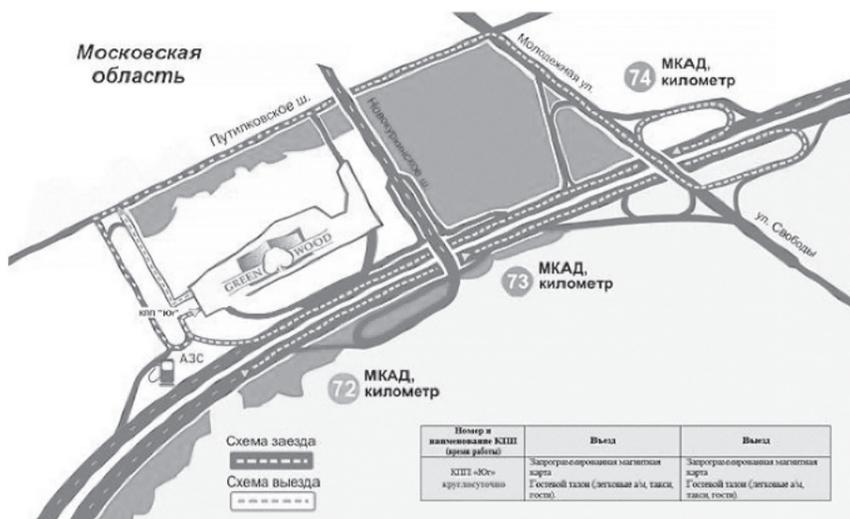 Московская
область
Путилковское ш.
Новокуркинское ш.
Молодежная ул.
74
МКАД,
километр
ул. Свободы
GREEN WOOD
73
МКАД,
километр
КПП "Юг"
АЗС
72
МКАД,
километр
Схема заезда
Схема выезда
Номер и
наименование КПП
(время работы)
Въезд
Выезд
КПП «Юг»
круглосуточно
Запрограммированная магнитная
карта
Гостевой талон (легковые а/м, такси,
гости).
Запрограммированная магнитная
карта
Гостевой талон (легковые а/м,
такси, гости).